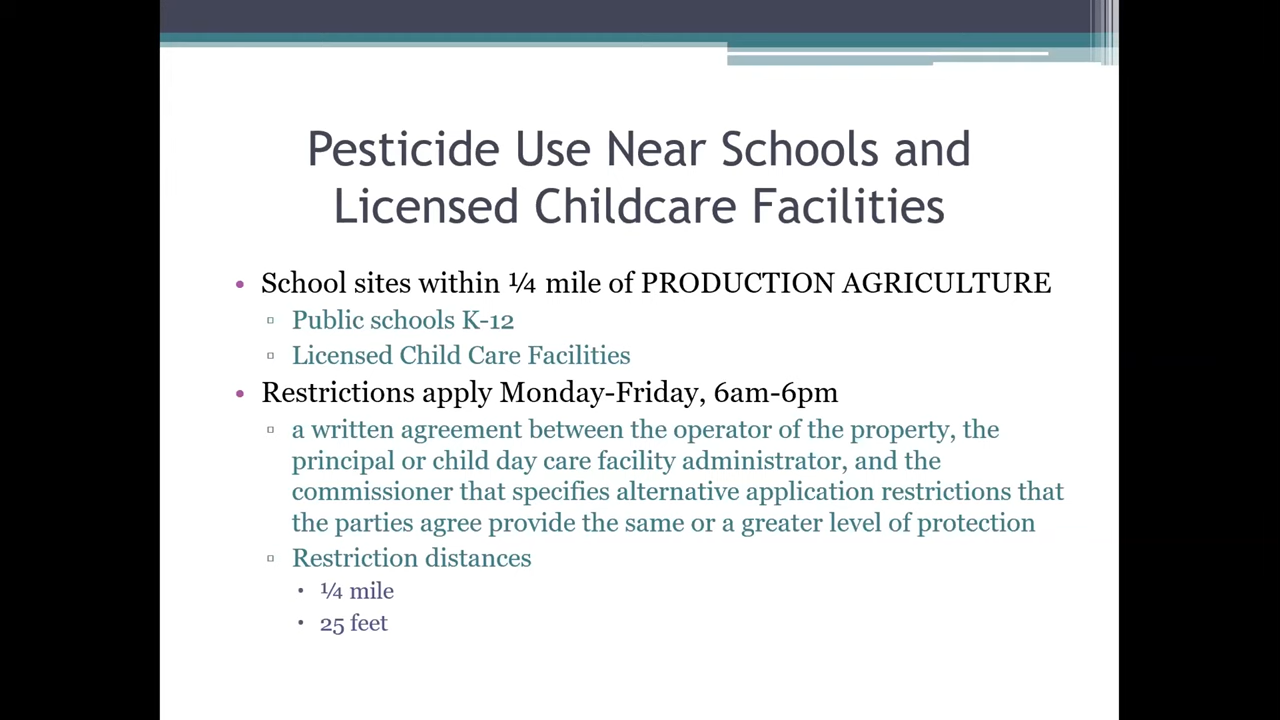 Pesticide Use Near Schools and
Licensed Childcare Facilities
• School sites within ¼ mile of PRODUCTION AGRICULTURE
▫ Public schools K-12
▫ Licensed Child Care Facilities
• Restrictions apply Monday-Friday, 6am-6pm
▫ a written agreement between the operator of the property, the
principal or child day care facility administrator, and the
commissioner that specifies alternative application restrictions that
the parties agree provide the same or a greater level of protection
▫ Restriction distances
• ¼ mile
• 25 feet